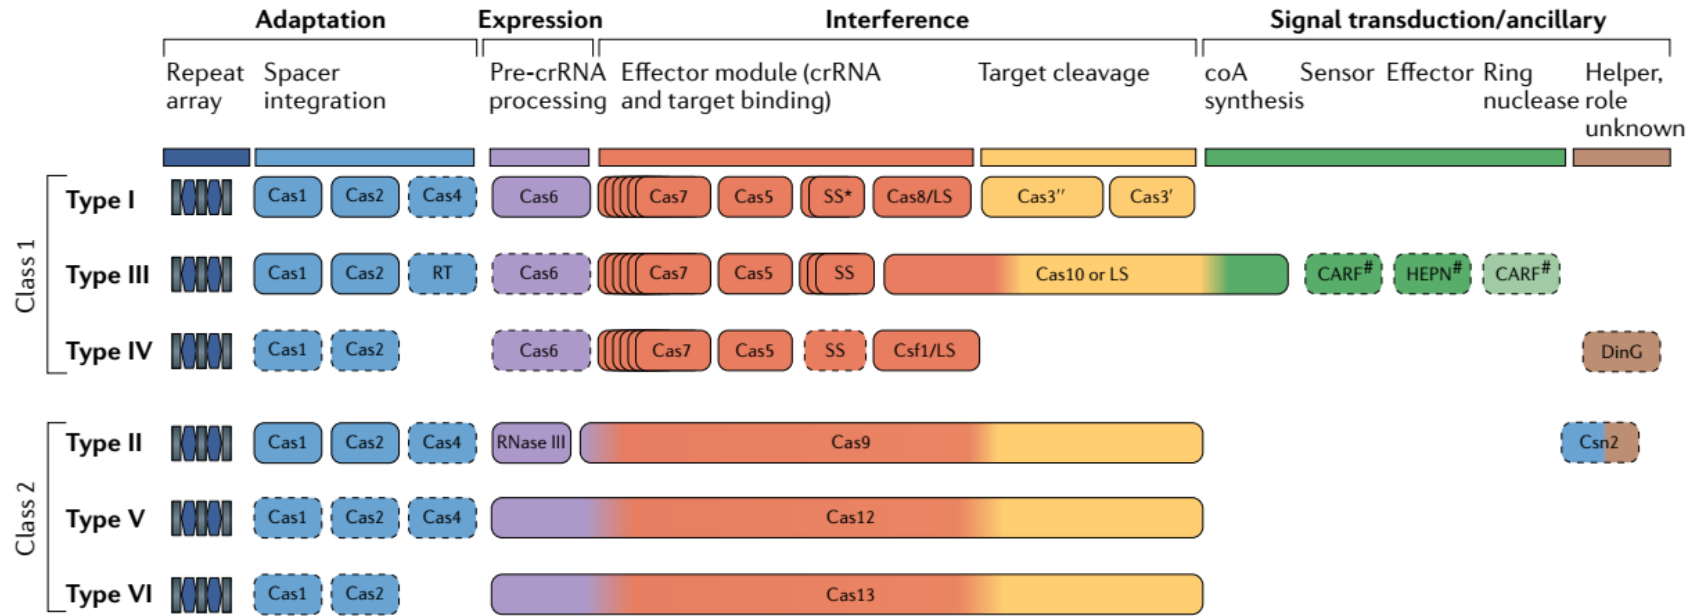 Adaptation Expression Interference Signal transduction/ancillary
Repeat array
Spacer integration
Pre-crRNA processing
Effector module (crRNA and target binding)
Target cleavage
coA synthesis
Sensor
Effector
Ring nuclease
Helper, role unknown
Class 1
Type I Cas1 Cas2 Cas4 Cas6 Cas7 Cas5 SS* Cas8/LS Cas3′′ Cas3′
Type III Cas1 Cas2 RT Cas6 Cas7 Cas5 SS Cas10 or LS CARF# HEPN# CARF#
Type IV Cas1 Cas2 Cas6 Cas7 Cas5 SS Csf1/LS DinG
Class 2
Type II Cas1 Cas2 Cas4 RNase III Cas9 Csn2
Type V Cas1 Cas2 Cas4 Cas12
Type VI Cas1 Cas2 Cas13